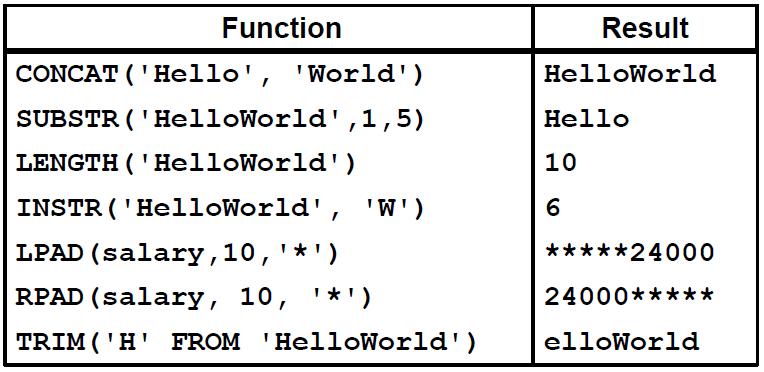 Function Result
CONCAT('Hello', 'World') HelloWorld
SUBSTR('HelloWorld',1,5) Hello
LENGTH('HelloWorld') 10
INSTR('HelloWorld', 'W') 6
LPAD(salary,10,'*') *****24000
RPAD(salary, 10, '*') 24000*****
TRIM('H' FROM 'HelloWorld') elloWorld